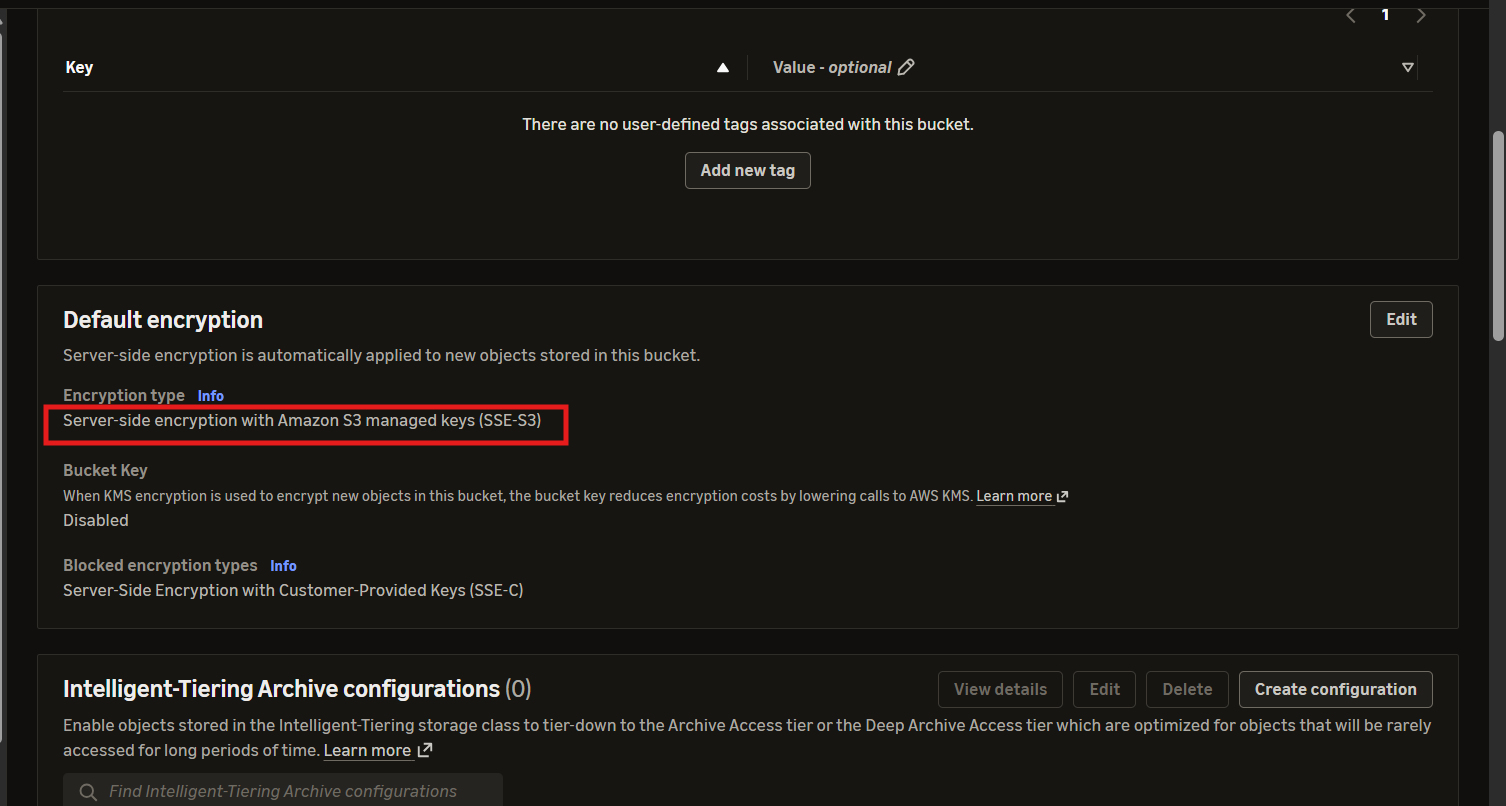 1
Key Value - optional
There are no user-defined tags associated with this bucket.
Add new tag
Default encryption Edit
Server-side encryption is automatically applied to new objects stored in this bucket.
Encryption type Info
Server-side encryption with Amazon S3 managed keys (SSE-S3)
Bucket Key
When KMS encryption is used to encrypt new objects in this bucket, the bucket key reduces encryption costs by lowering calls to AWS KMS. Learn more
Disabled
Blocked encryption types Info
Server-Side Encryption with Customer-Provided Keys (SSE-C)
Intelligent-Tiering Archive configurations (0) View details Edit Delete Create configuration
Enable objects stored in the Intelligent-Tiering storage class to tier-down to the Archive Access tier or the Deep Archive Access tier which are optimized for objects that will be rarely
accessed for long periods of time. Learn more
Find Intelligent-Tiering Archive configurations